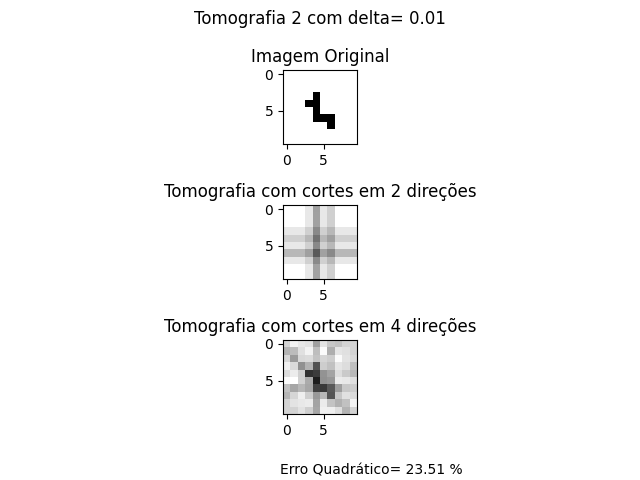 Tomografia 2 com delta= 0.01
Imagem Original
0
5
0
5
Tomografia com cortes em 2 direções
0
5
0
5
Tomografia com cortes em 4 direções
0
5
0
5
Erro Quadrático= 23.51 %